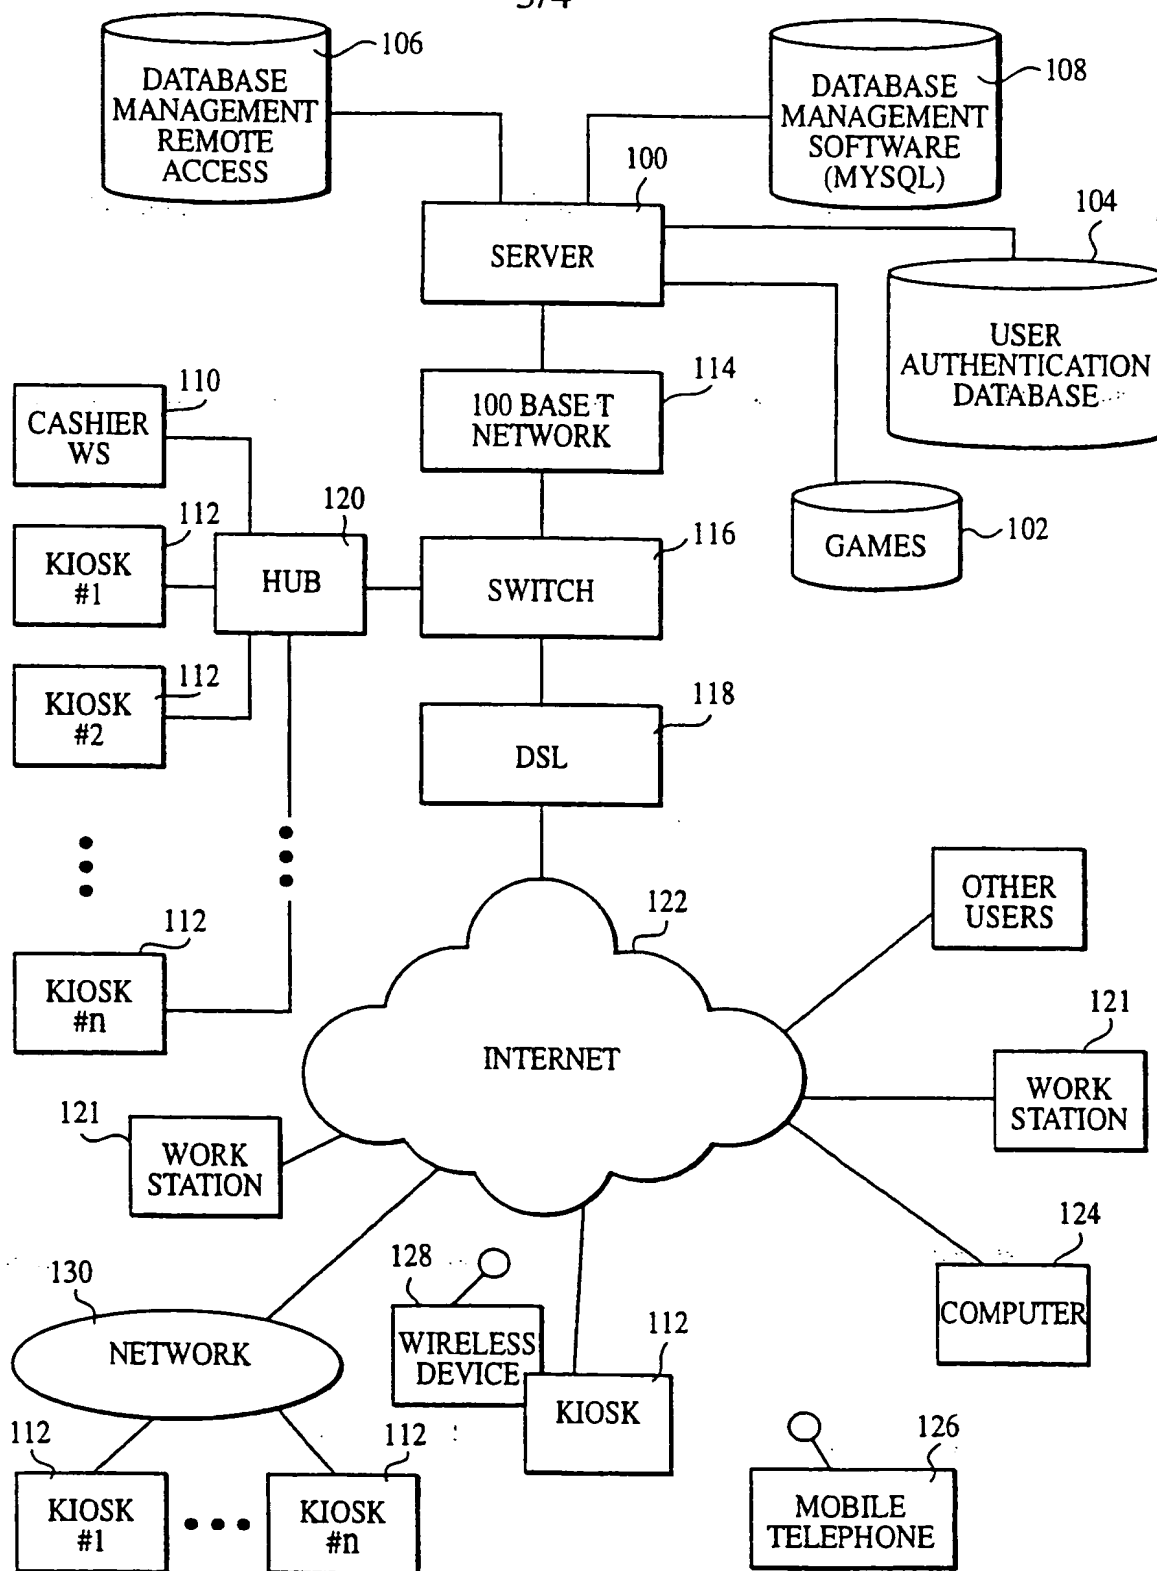 3/4
106
DATABASE
MANAGEMENT
REMOTE
ACCESS
108
DATABASE
MANAGEMENT
SOFTWARE
(MYSQL)
100
SERVER
104
USER
AUTHENTICATION
DATABASE
114
100 BASE T
NETWORK
110
CASHIER
WS
102
GAMES
112
KIOSK
#1
120
HUB
116
SWITCH
112
KIOSK
#2
118
DSL
112
KIOSK
#n
122
INTERNET
OTHER
USERS
121
WORK
STATION
121
WORK
STATION
124
COMPUTER
130
NETWORK
128
WIRELESS
DEVICE
112
KIOSK
112
KIOSK
#1
112
KIOSK
#n
126
MOBILE
TELEPHONE